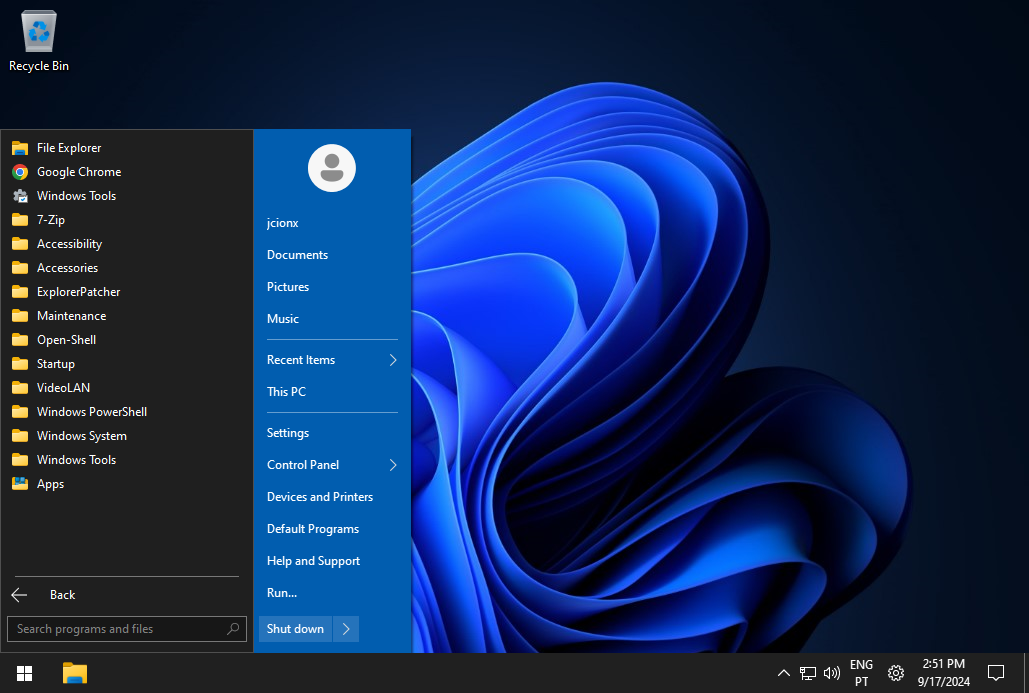 Recycle Bin
File Explorer
Google Chrome
Windows Tools
7-Zip
Accessibility
Accessories
ExplorerPatcher
Maintenance
Open-Shell
Startup
VideoLAN
Windows PowerShell
Windows System
Windows Tools
Apps
Back
Search programs and files
jcionx
Documents
Pictures
Music
Recent Items
This PC
Settings
Control Panel
Devices and Printers
Default Programs
Help and Support
Run...
Shut down
ENG
PT
2:51 PM
9/17/2024